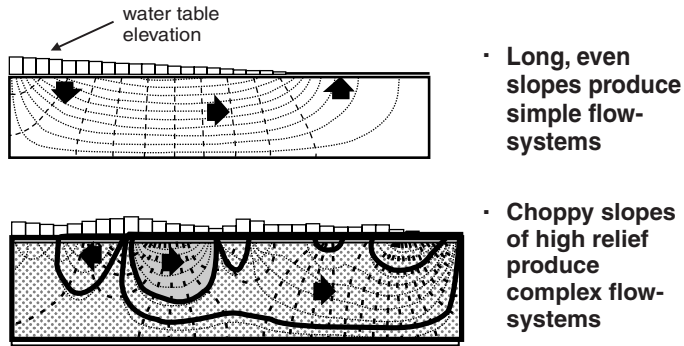 water table
elevation
· Long, even
slopes produce
simple flow-
systems
· Choppy slopes
of high relief
produce
complex flow-
systems